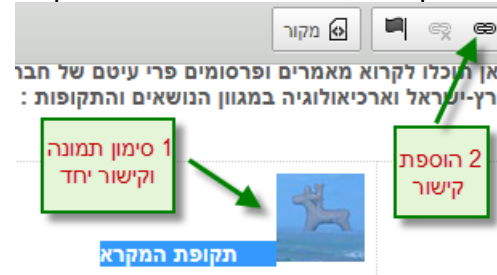 מקור
אן תוכלו לקרוא מאמרים ופרסומים פרי עיטם של חבר
רץ-ישראל וארכיאולוגיה במגוון הנושאים והתקופות :
1 סימון תמונה
וקישור יחד
2 הוספת
קישור
תקופת המקרא